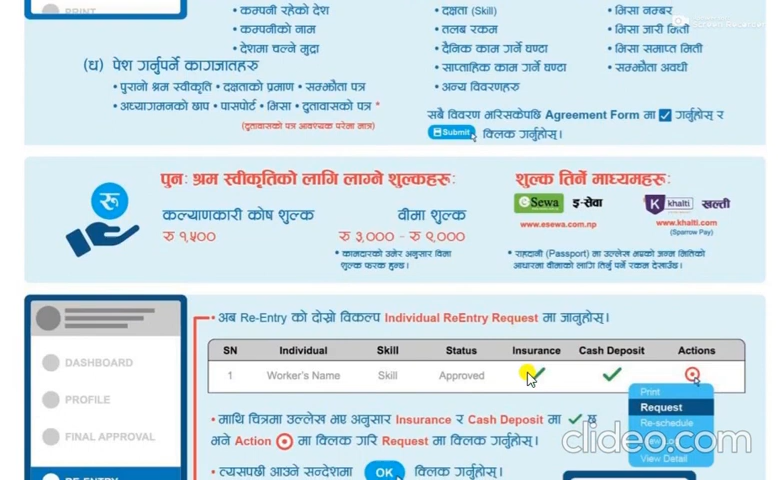 PRINT
• कम्पनी रहेको देश
• कम्पनीको नाम
• देशमा चल्ने मुद्रा
• दक्षता (Skill)
• तलब रकम
• दैनिक काम गर्ने घण्टा
• साप्ताहिक काम गर्ने घण्टा
• अन्य विवरणहरु
• भिसा नम्बर
• भिसा जारी मिती
• भिसा समाप्त मिती
• सम्झौता अवधी
(घ) पेश गर्नुपर्ने कागजातहरु
• पुरानो श्रम स्वीकृति • दक्षताको प्रमाण • सम्झौता पत्र
• अध्यागमनको छाप • पासपोर्ट • भिसा • दुतावासको पत्र *
(दुतावासको पत्र आवश्यक परेमा मात्र)
सबै विवरण भरिसकेपछि Agreement Form मा गर्नुहोस् र
Submit क्लिक गर्नुहोस्।
पुनः श्रम स्वीकृतिको लागि लाग्ने शुल्कहरुः
रु
कल्याणकारी कोष शुल्क
रु १,५००
वीमा शुल्क
रु ३,००० - रु ९,०००
• कामदारको उमेर अनुसार विमा
शुल्क फरक हुन्छ।
शुल्क तिर्ने माध्यमहरुः
eSewa इ-सेवा
www.esewa.com.np
khalti खल्ती
www.khalti.com
(Sparrow Pay)
• राहदानी (Passport) मा उल्लेख भएको जन्म मितिको
आधारमा वीमाको लागि तिर्नु पर्ने रकम देखाउँछ।
DASHBOARD
PROFILE
FINAL APPROVAL
RE-ENTRY
• अब Re-Entry को दोस्रो विकल्प Individual ReEntry Request मा जानुहोस्।
SN Individual Skill Status Insurance Cash Deposit Actions
1 Worker's Name Skill Approved
Print
Request
Re-schedule
View Detail
• माथि चित्रमा उल्लेख भए अनुसार Insurance र Cash Deposit मा छ
भने Action मा क्लिक गरि Request मा क्लिक गर्नुहोस्।
• त्यसपछी आउने सन्देशमा OK क्लिक गर्नुहोस्।
clideo.com